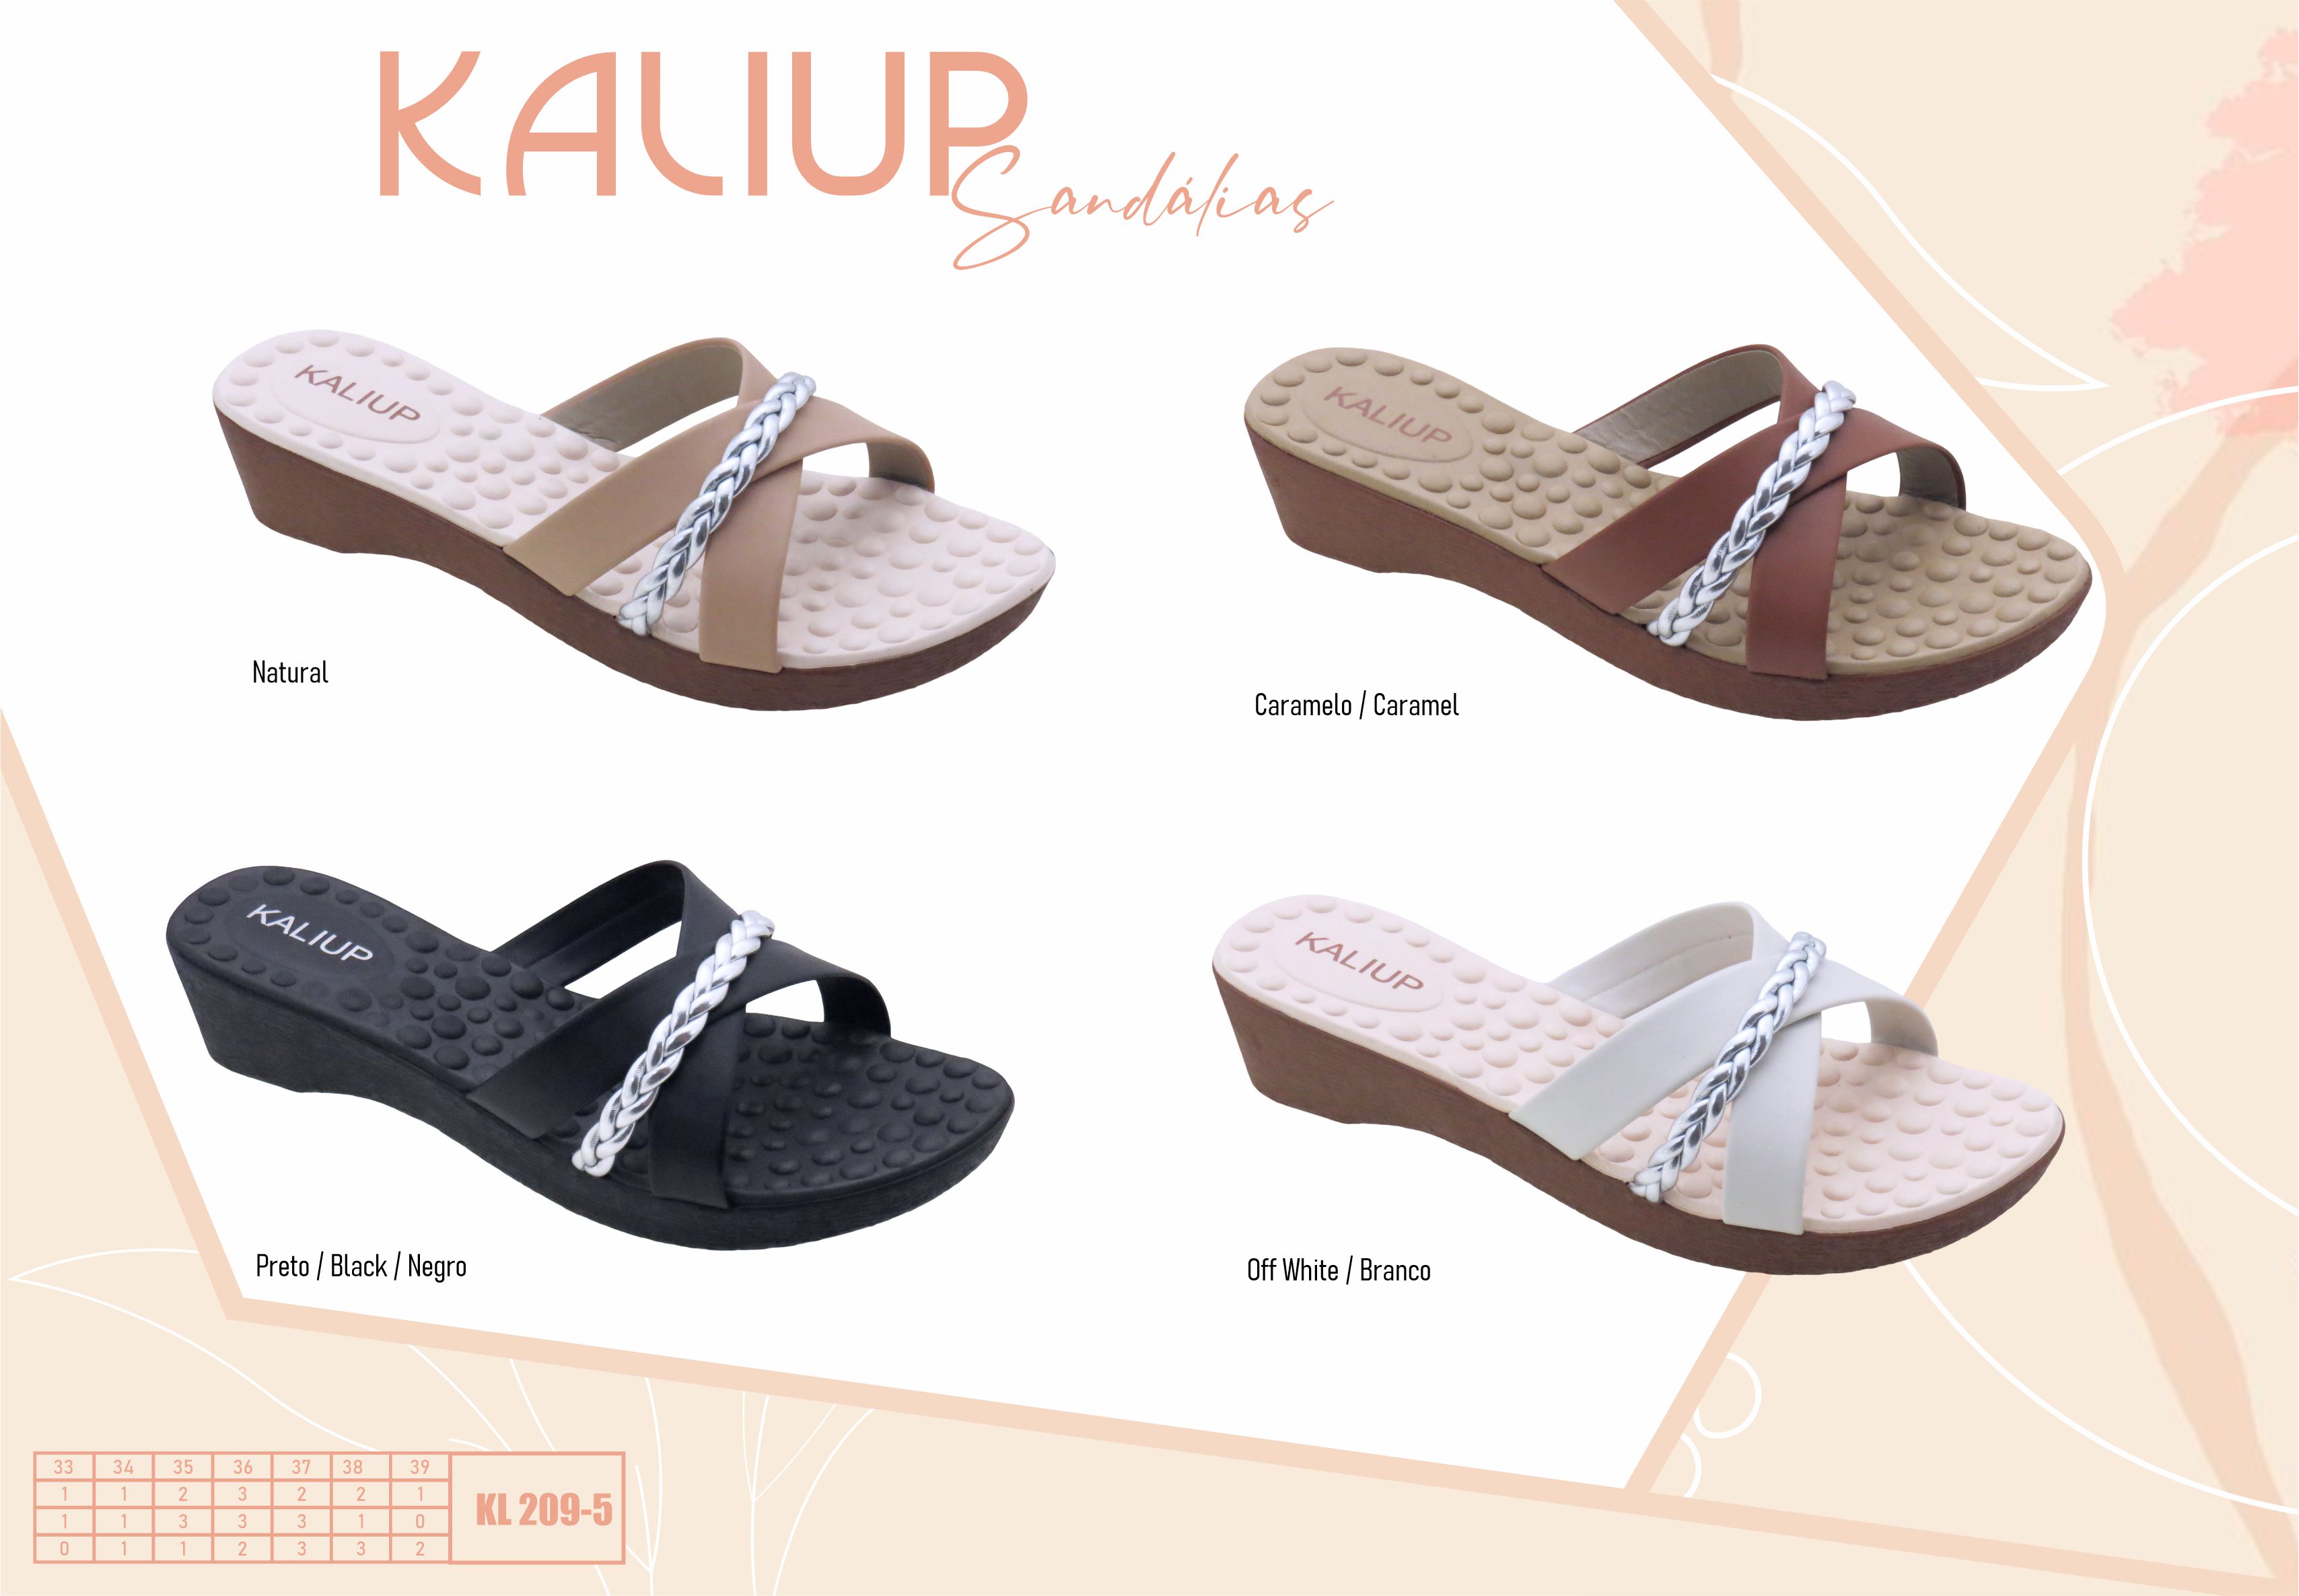 KALIUP
Sandálias
KALIUP
Natural
KALIUP
Caramelo / Caramel
KALIUP
Preto / Black / Negro
KALIUP
Off White / Branco
33 34 35 36 37 38 39
1 1 2 3 2 2 1
1 1 3 3 3 1 0
0 1 1 2 3 3 2
KL 209-5